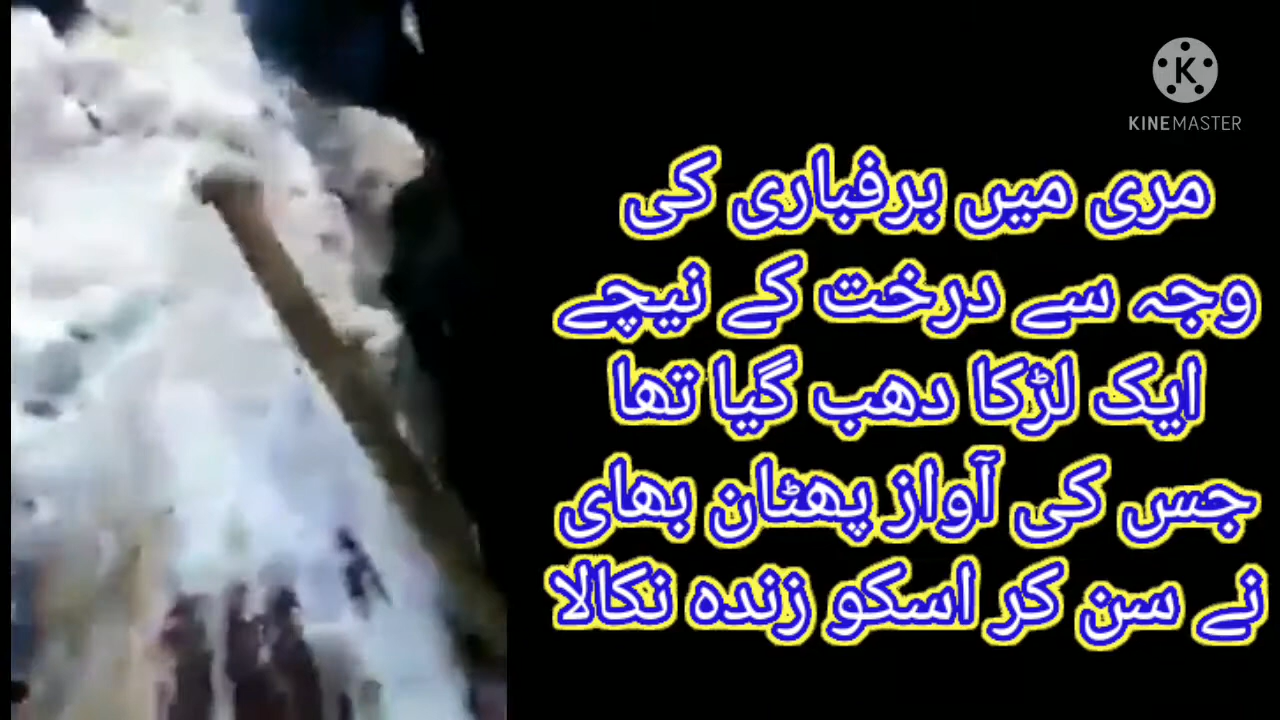 KINEMASTER
مری میں برفباری کی
وجہ سے درخت کے نیچے
ایک لڑکا دھب گیا تھا
جس کی آواز پھٹان بھای
نے سن کر اسکو زندہ نکالا